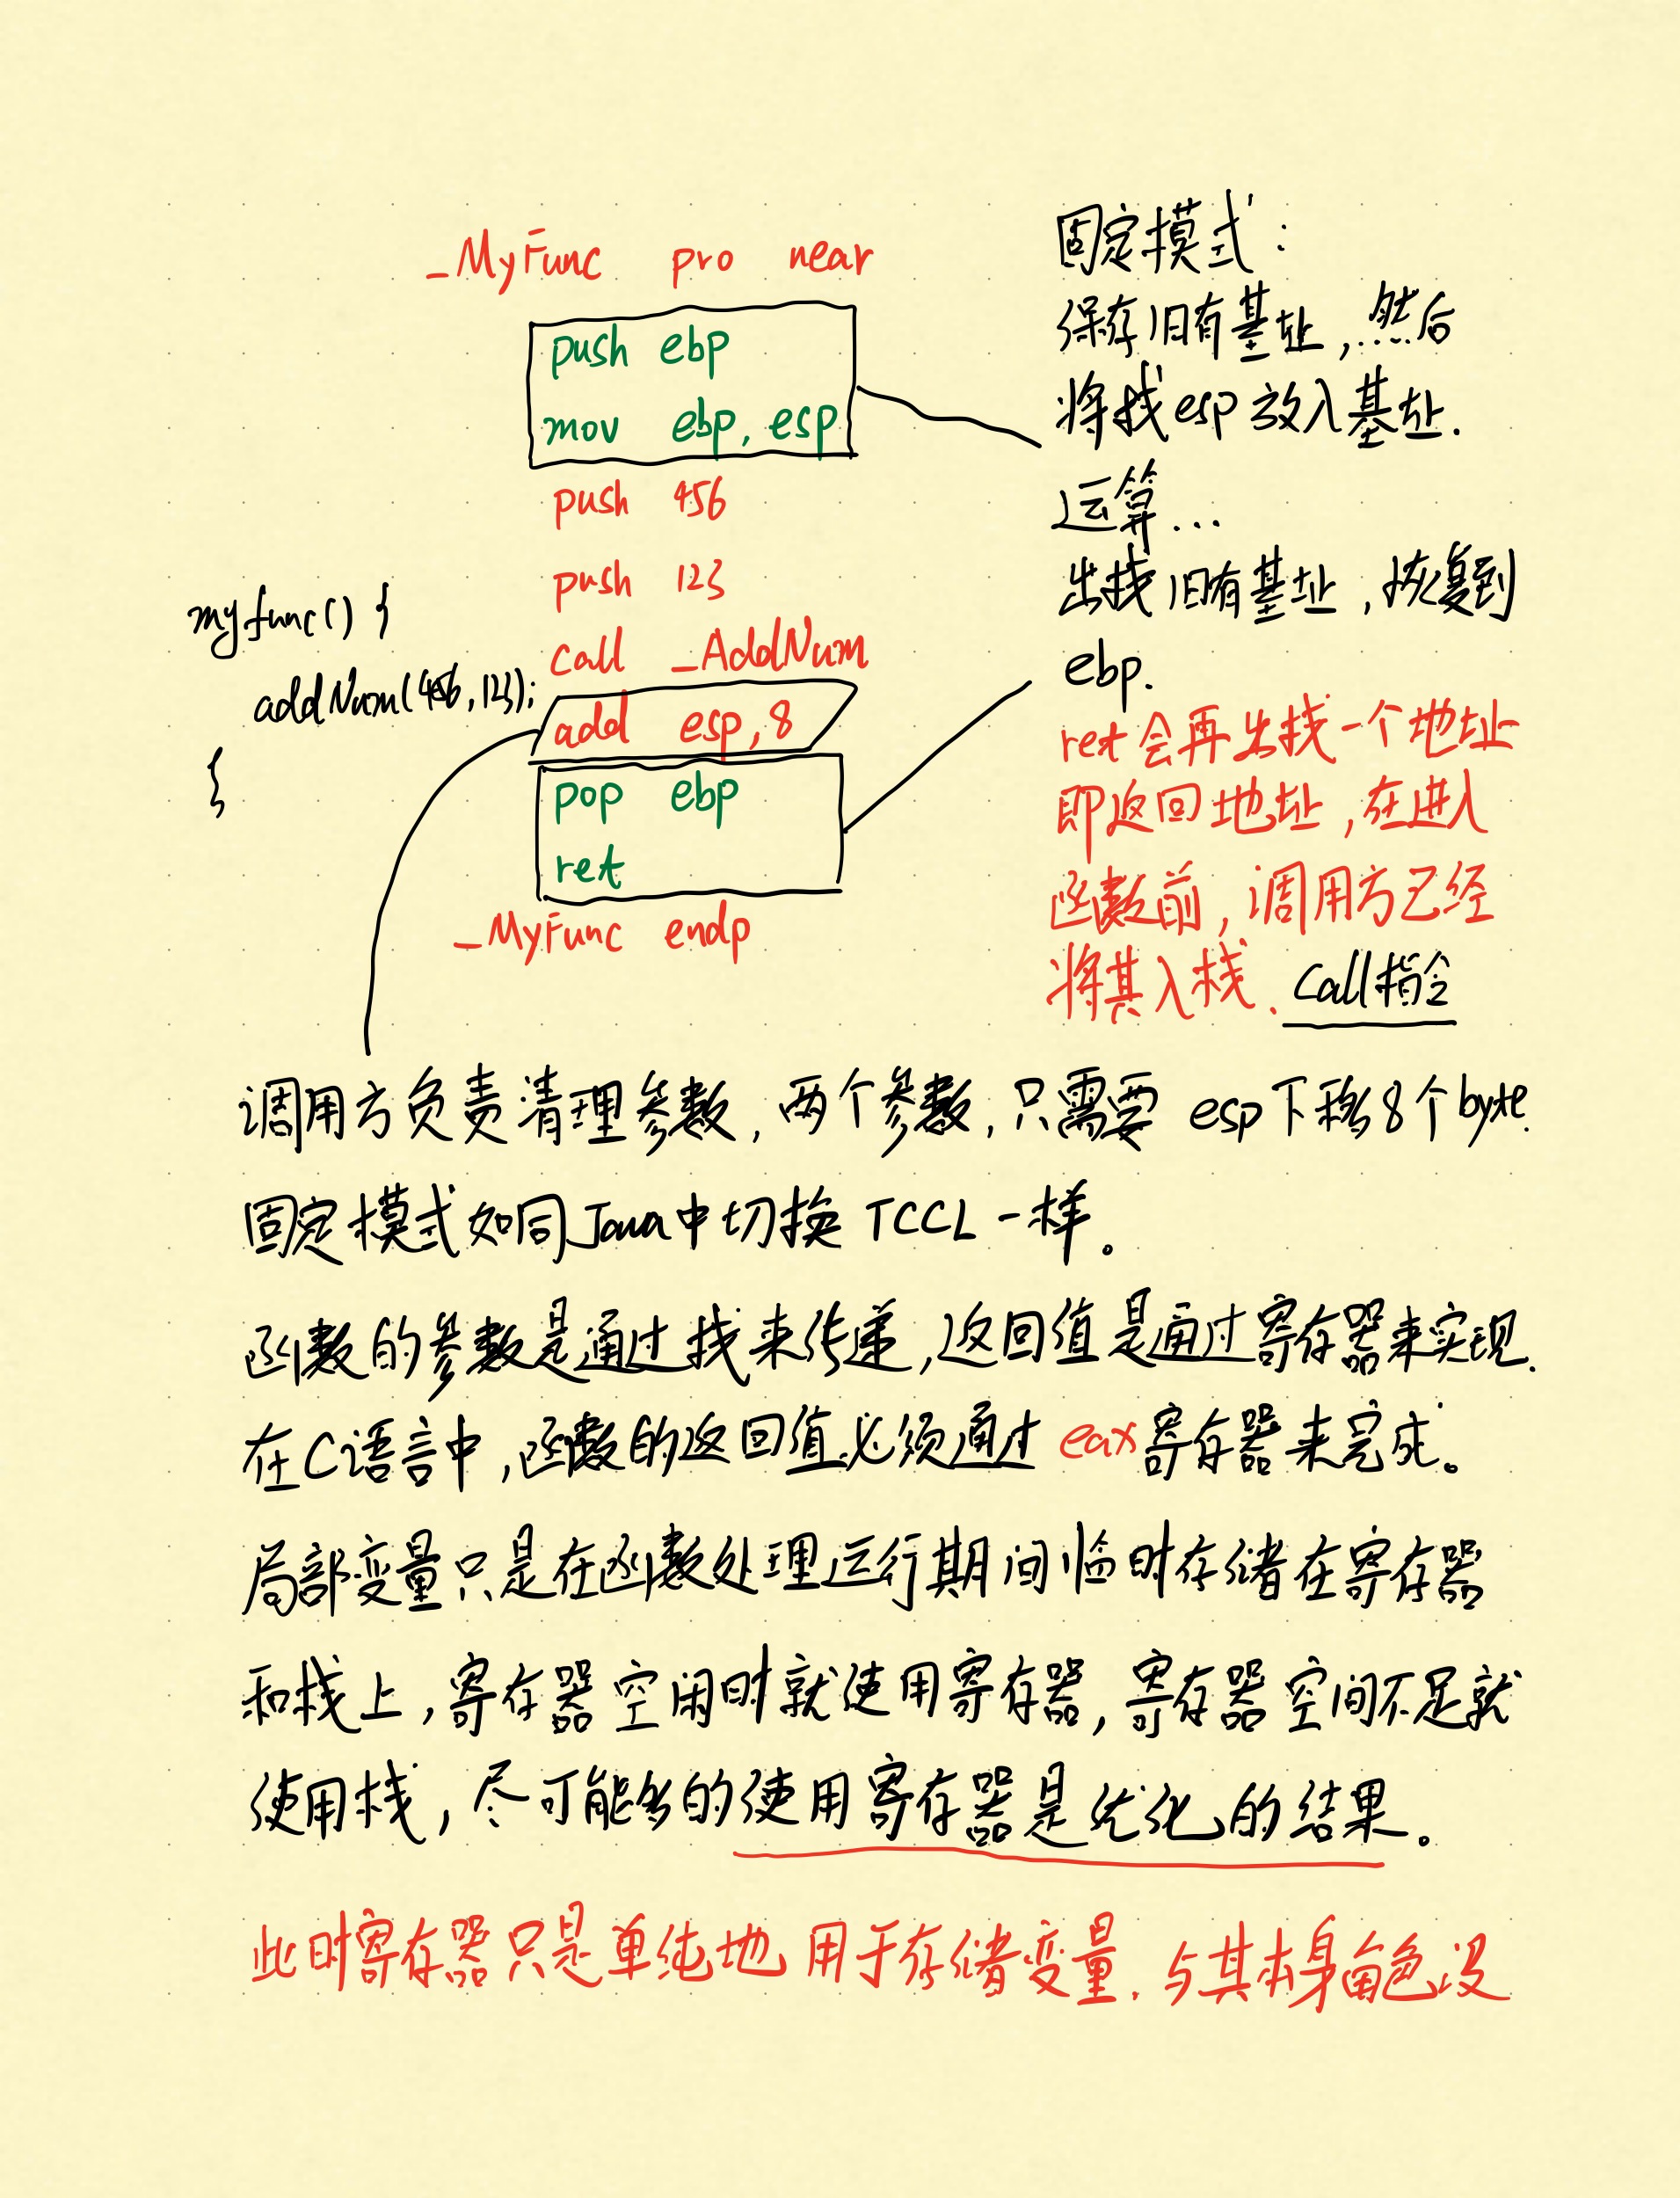 _MyFunc pro near
push ebp
mov ebp, esp
push 456
push 123
call _AddNum
add esp, 8
pop ebp
ret
_MyFunc endp
myfunc() {
addNum(456, 123);
}
固定模式:
保存旧有基址,然后
将栈esp放入基址.
运算...
出栈旧有基址,恢复到
ebp.
ret会再出栈一个地址
即返回地址,在进入
函数前,调用方已经
将其入栈. call指令
调用方负责清理参数,两个参数,只需要 esp下移8个byte.
固定模式如同Java中切换 TCCL 一样。
函数的参数是通过栈来传递,返回值是通过寄存器来实现.
在C语言中,函数的返回值必须通过 eax寄存器来完成。
局部变量只是在函数处理运行期间临时存储在寄存器
和栈上,寄存器空闲时就使用寄存器,寄存器空间不足就
使用栈,尽可能多的使用寄存器是优化的结果。
此时寄存器只是单纯地用于存储变量.与其本身角色没